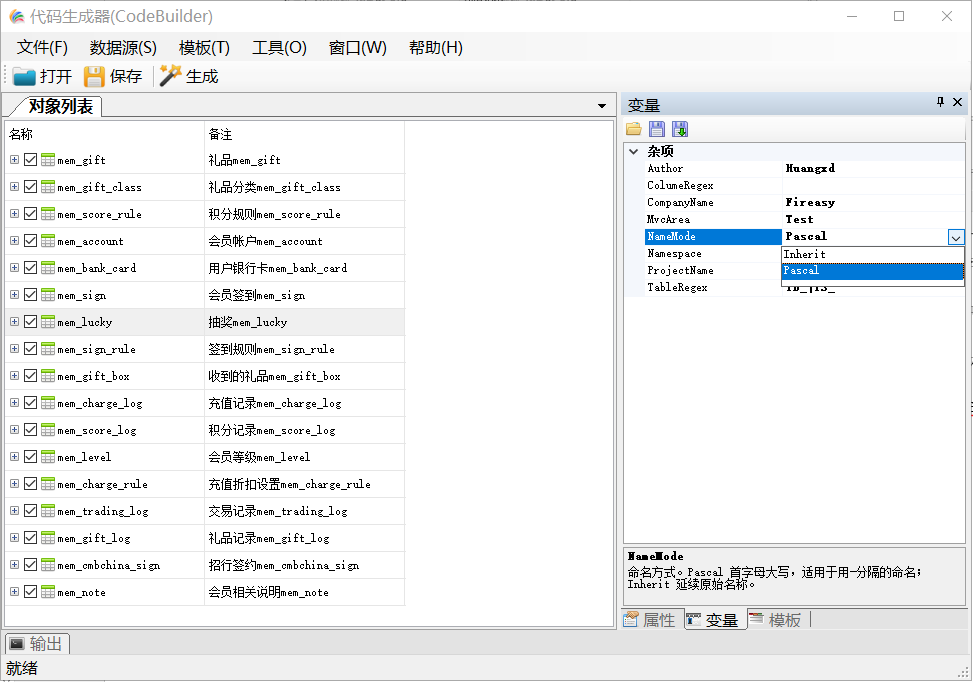 代码生成器(CodeBuilder)
文件(F) 数据源(S) 模板(T) 工具(O) 窗口(W) 帮助(H)
打开 保存 生成
对象列表
名称 备注
mem_gift 礼品mem_gift
mem_gift_class 礼品分类mem_gift_class
mem_score_rule 积分规则mem_score_rule
mem_account 会员帐户mem_account
mem_bank_card 用户银行卡mem_bank_card
mem_sign 会员签到mem_sign
mem_lucky 抽奖mem_lucky
mem_sign_rule 签到规则mem_sign_rule
mem_gift_box 收到的礼品mem_gift_box
mem_charge_log 充值记录mem_charge_log
mem_score_log 积分记录mem_score_log
mem_level 会员等级mem_level
mem_charge_rule 充值折扣设置mem_charge_rule
mem_trading_log 交易记录mem_trading_log
mem_gift_log 礼品记录mem_gift_log
mem_cmbchina_sign 招行签约mem_cmbchina_sign
mem_note 会员相关说明mem_note
变量
杂项
Author Huangxd
ColumeRegex
CompanyName Fireasy
MvcArea Test
NameMode Pascal
Namespace Inherit
ProjectName Pascal
TableRegex
NameMode
命名方式。Pascal 首字母大写，适用于用-分隔的命名；
Inherit 延续原始名称。
属性 变量 模板
输出
就绪